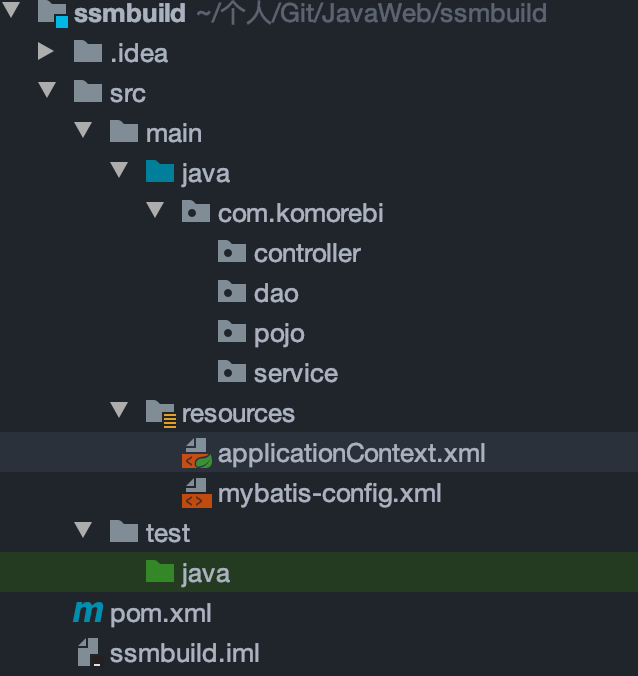 ssmbuild ~/个人/Git/JavaWeb/ssmbuild
.idea
src
main
java
com.komorebi
controller
dao
pojo
service
resources
applicationContext.xml
mybatis-config.xml
test
java
m pom.xml
ssmbuild.iml